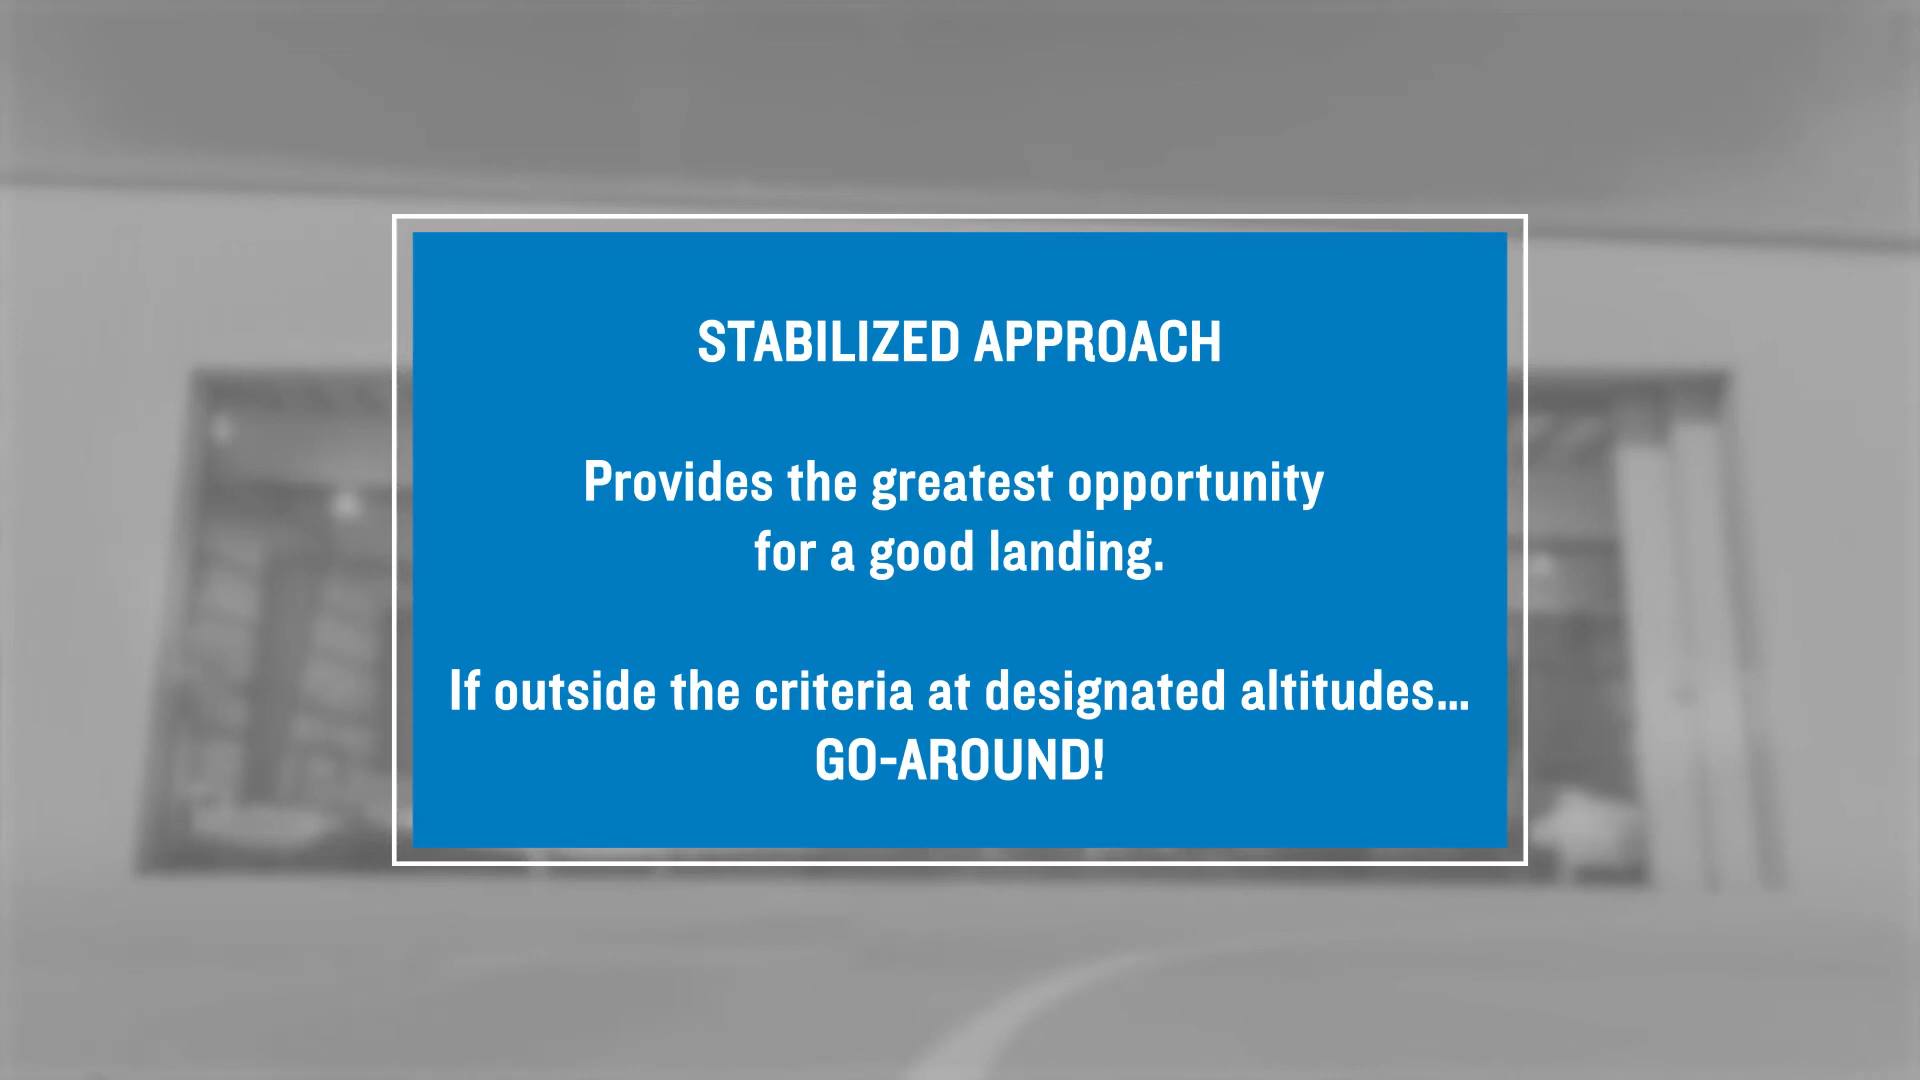 STABILIZED APPROACH
Provides the greatest opportunity
for a good landing.
If outside the criteria at designated altitudes...
GO-AROUND!